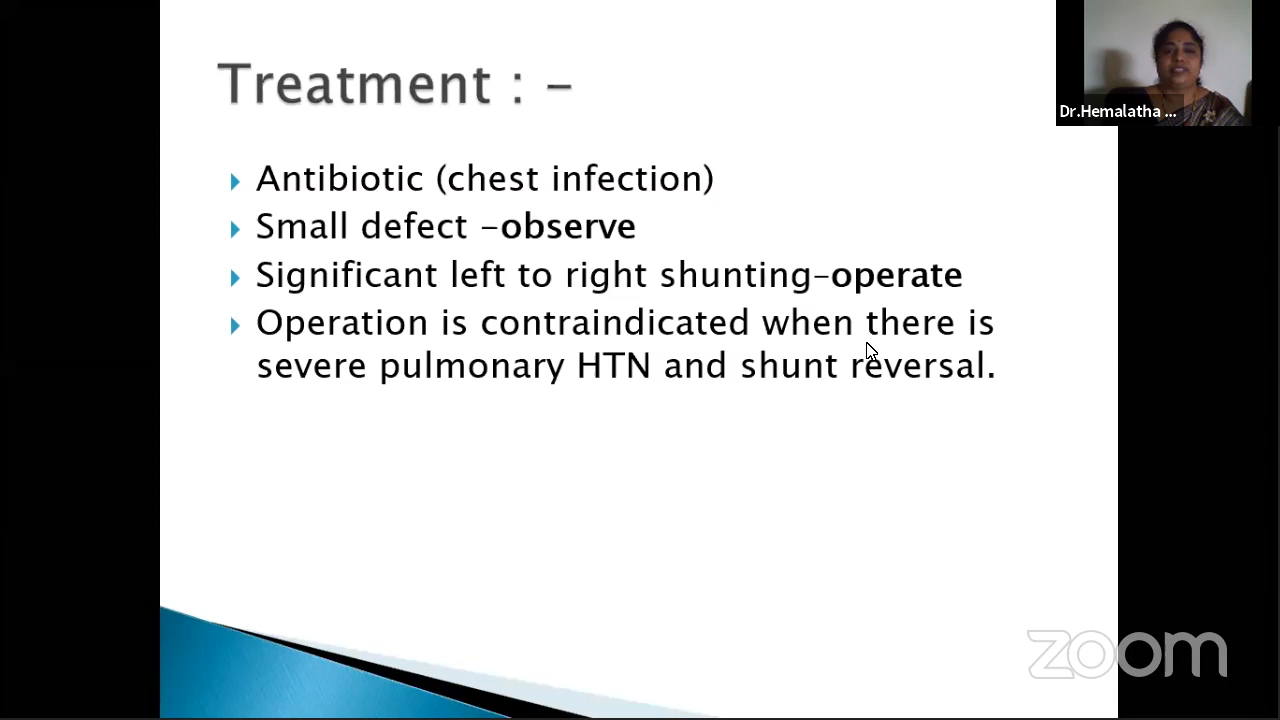 Treatment : -
Antibiotic (chest infection)
Small defect -observe
Significant left to right shunting-operate
Operation is contraindicated when there is
severe pulmonary HTN and shunt reversal.
Dr.Hemalatha ...
zoom